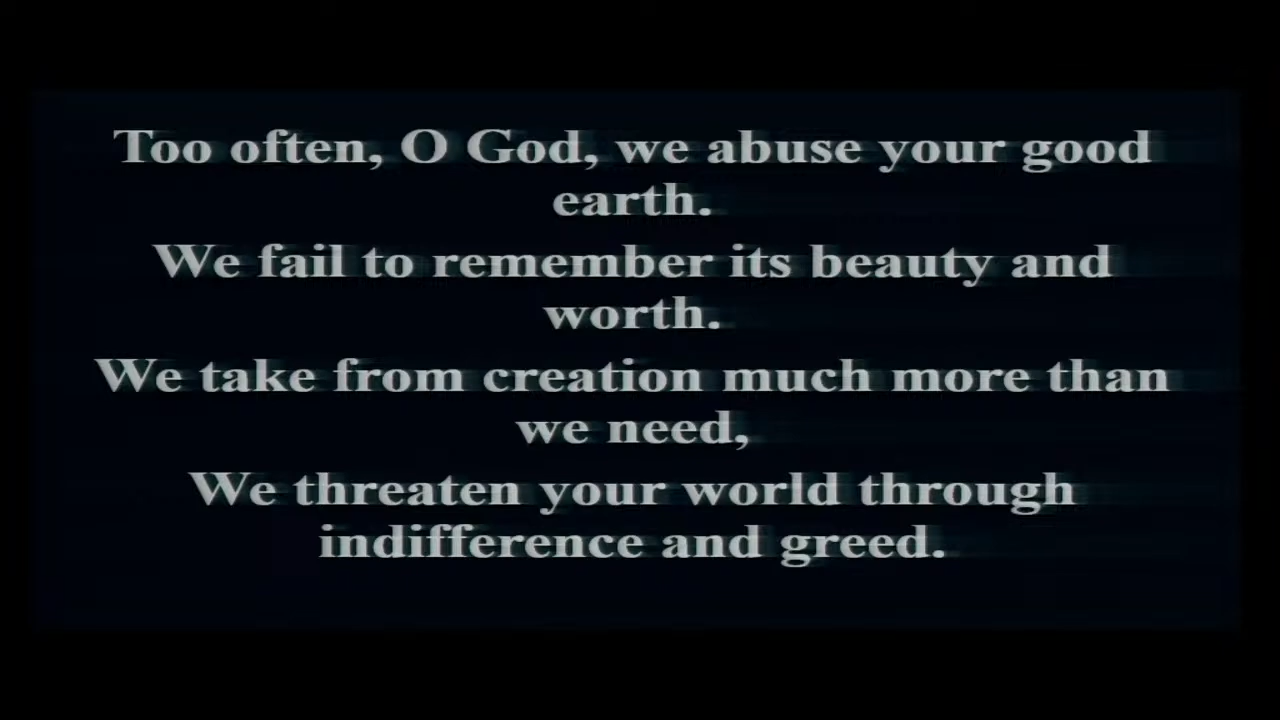 Too often, O God, we abuse your good
earth.
We fail to remember its beauty and
worth.
We take from creation much more than
we need,
We threaten your world through
indifference and greed.